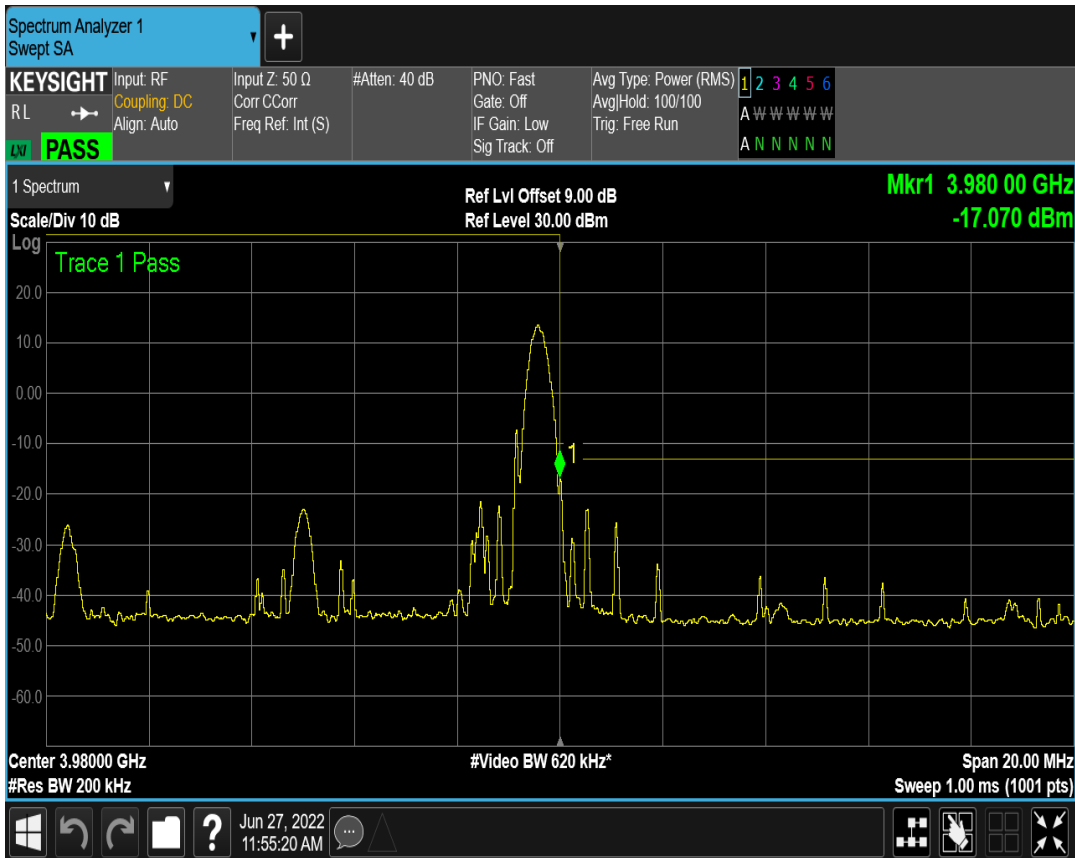 Spectrum Analyzer 1
Swept SA
+
KEYSIGHT
R L
LXI PASS
Input: RF
Coupling: DC
Align: Auto
Input Z: 50 Ω
Corr CCorr
Freq Ref: Int (S)
#Atten: 40 dB
PNO: Fast
Gate: Off
IF Gain: Low
Sig Track: Off
Avg Type: Power (RMS)
Avg|Hold: 100/100
Trig: Free Run
1 2 3 4 5 6
A W W W W W
A N N N N N
1 Spectrum
Scale/Div 10 dB
Ref Lvl Offset 9.00 dB
Ref Level 30.00 dBm
Mkr1 3.980 00 GHz
-17.070 dBm
Log
Trace 1 Pass
20.0
10.0
0.00
-10.0
1
-20.0
-30.0
-40.0
-50.0
-60.0
Center 3.98000 GHz
#Video BW 620 kHz*
Span 20.00 MHz
#Res BW 200 kHz
Sweep 1.00 ms (1001 pts)
?
Jun 27, 2022
11:55:20 AM